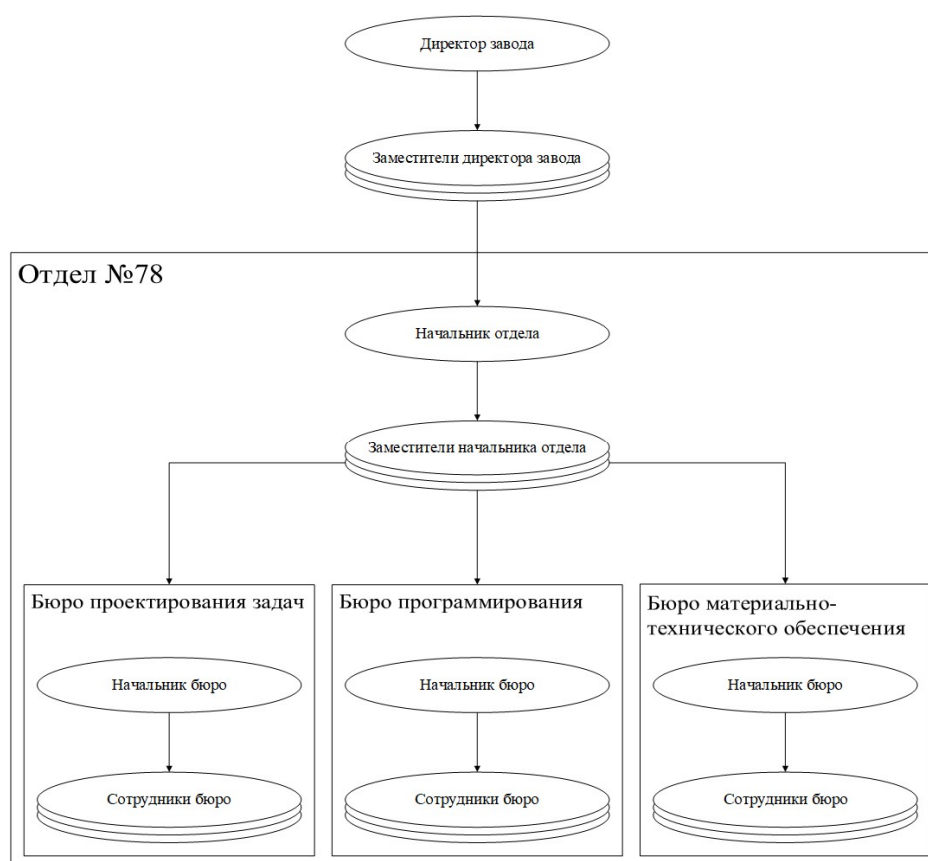 Директор завода
Заместители директора завода
Отдел №78
Начальник отдела
Заместители начальника отдела
Бюро проектирования задач
Начальник бюро
Сотрудники бюро
Бюро программирования
Начальник бюро
Сотрудники бюро
Бюро материально-
технического обеспечения
Начальник бюро
Сотрудники бюро